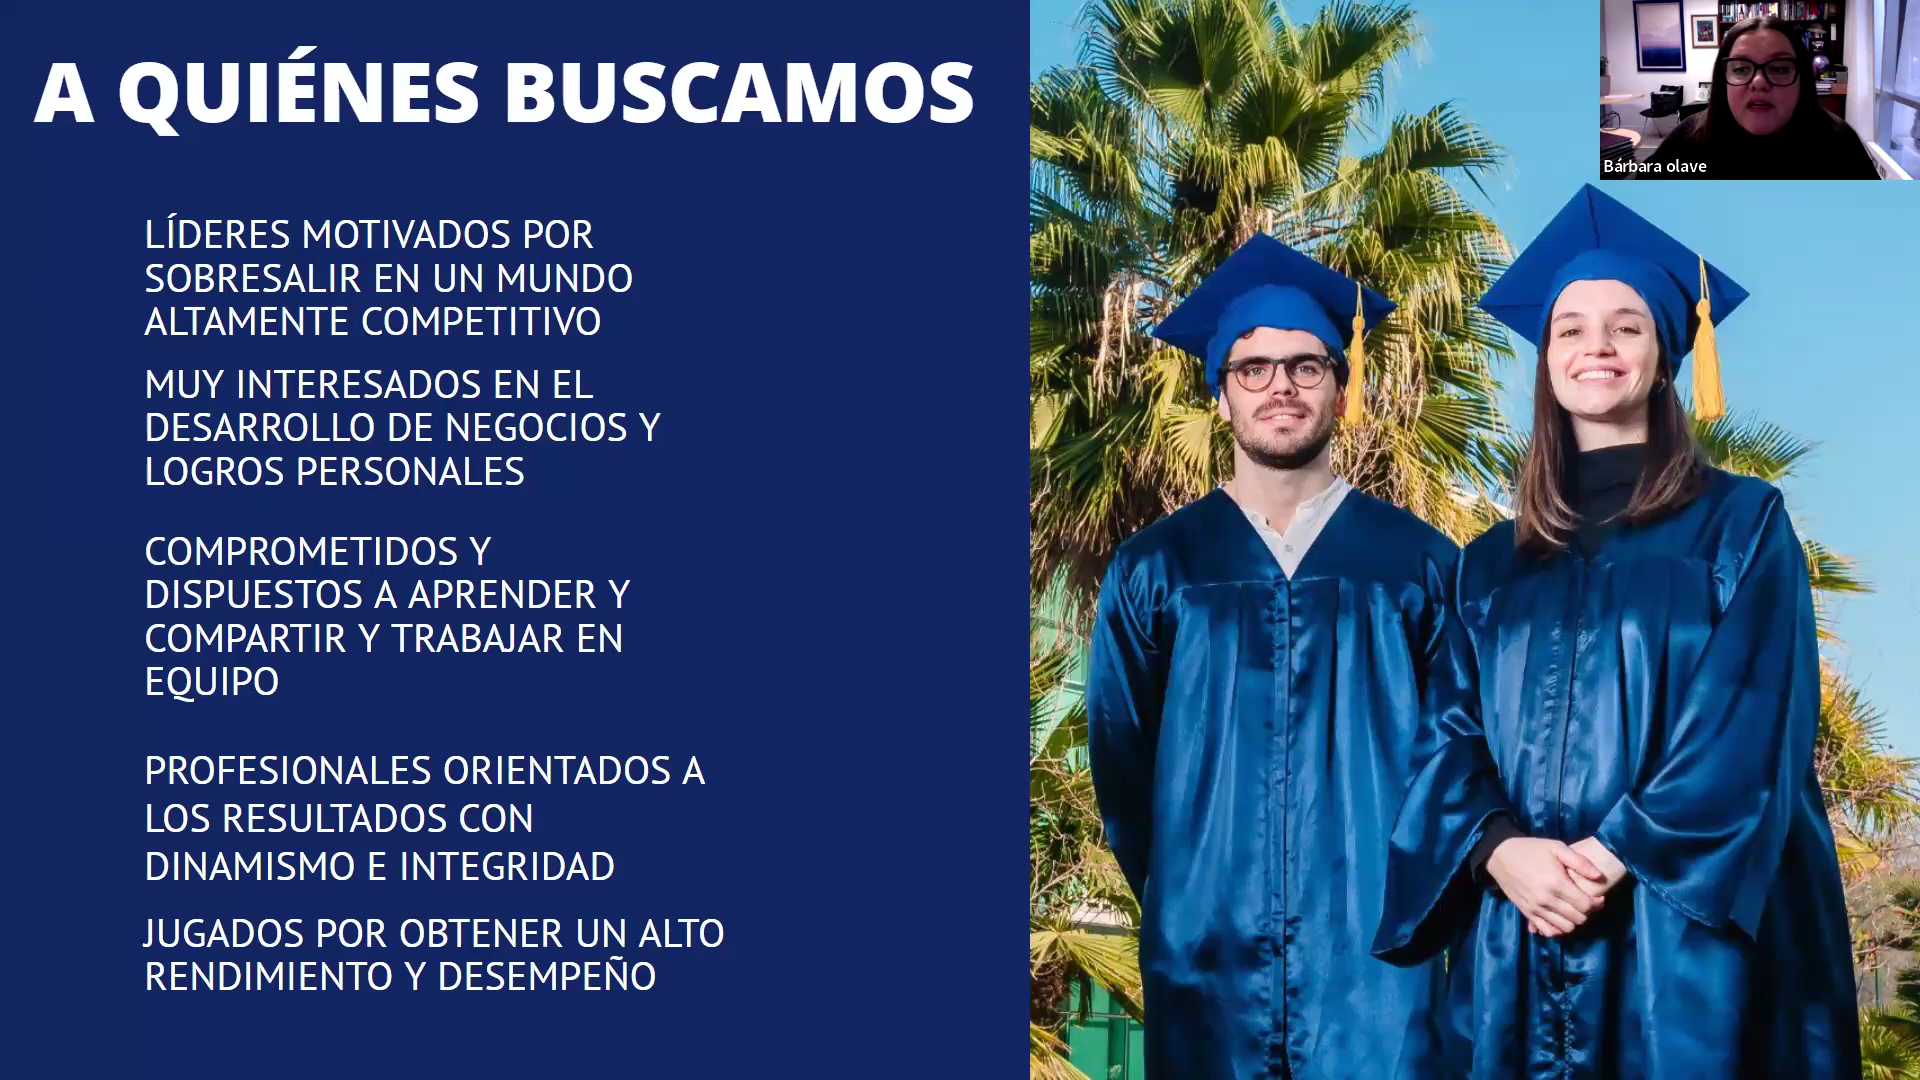 A QUIÉNES BUSCAMOS
LÍDERES MOTIVADOS POR
SOBRESALIR EN UN MUNDO
ALTAMENTE COMPETITIVO
MUY INTERESADOS EN EL
DESARROLLO DE NEGOCIOS Y
LOGROS PERSONALES
COMPROMETIDOS Y
DISPUESTOS A APRENDER Y
COMPARTIR Y TRABAJAR EN
EQUIPO
PROFESIONALES ORIENTADOS A
LOS RESULTADOS CON
DINAMISMO E INTEGRIDAD
JUGADOS POR OBTENER UN ALTO
RENDIMIENTO Y DESEMPEÑO
Bárbara olave